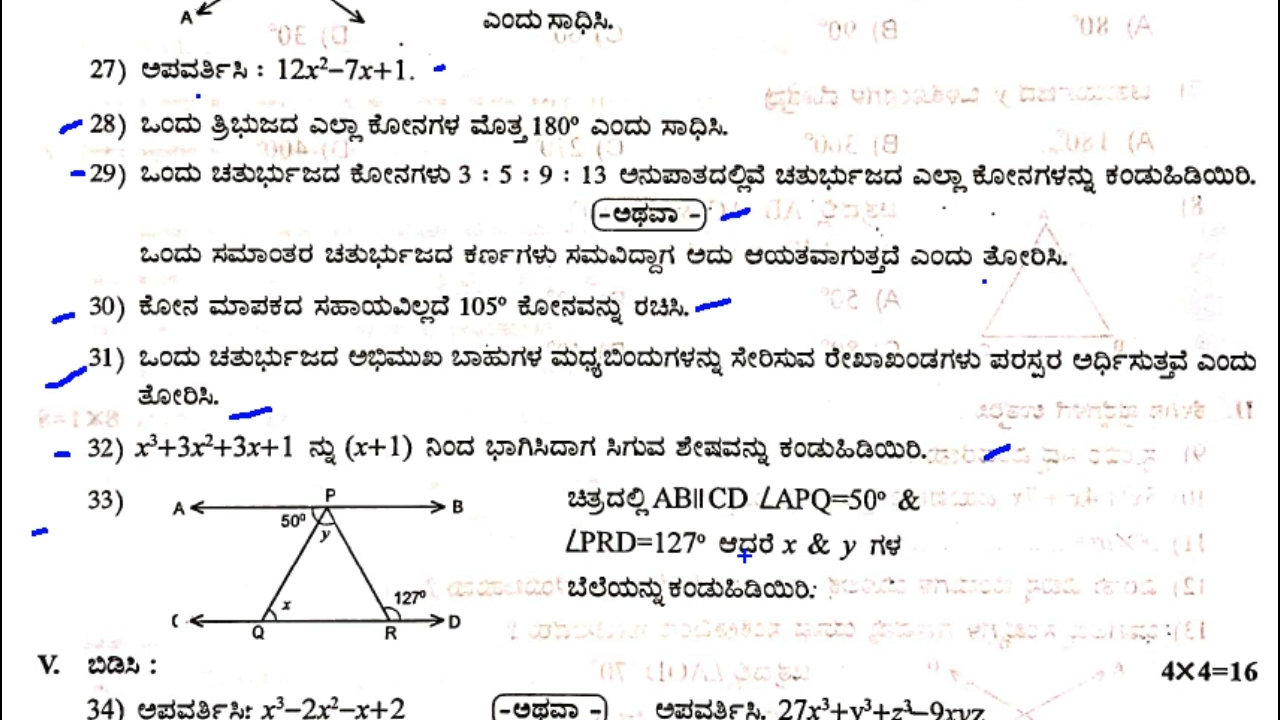 A
ಎಂದು ಸಾಧಿಸಿ.
27) ಅಪವರ್ತಿಸಿ : 12x²−7x+1.
28) ಒಂದು ತ್ರಿಭುಜದ ಎಲ್ಲಾ ಕೋನಗಳ ಮೊತ್ತ 180° ಎಂದು ಸಾಧಿಸಿ.
29) ಒಂದು ಚತುರ್ಭುಜದ ಕೋನಗಳು 3 : 5 : 9 : 13 ಅನುಪಾತದಲ್ಲಿವೆ ಚತುರ್ಭುಜದ ಎಲ್ಲಾ ಕೋನಗಳನ್ನು ಕಂಡುಹಿಡಿಯಿರಿ.
-ಅಥವಾ -
ಒಂದು ಸಮಾಂತರ ಚತುರ್ಭುಜದ ಕರ್ಣಗಳು ಸಮವಿದ್ದಾಗ ಅದು ಆಯತವಾಗುತ್ತದೆ ಎಂದು ತೋರಿಸಿ.
30) ಕೋನ ಮಾಪಕದ ಸಹಾಯವಿಲ್ಲದೆ 105° ಕೋನವನ್ನು ರಚಿಸಿ.
31) ಒಂದು ಚತುರ್ಭುಜದ ಅಭಿಮುಖ ಬಾಹುಗಳ ಮಧ್ಯಬಿಂದುಗಳನ್ನು ಸೇರಿಸುವ ರೇಖಾಖಂಡಗಳು ಪರಸ್ಪರ ಅರ್ಧಿಸುತ್ತವೆ ಎಂದು
ತೋರಿಸಿ.
32) x³+3x²+3x+1 ನ್ನು (x+1) ನಿಂದ ಭಾಗಿಸಿದಾಗ ಸಿಗುವ ಶೇಷವನ್ನು ಕಂಡುಹಿಡಿಯಿರಿ.
33)
A P B
50° y
x 127°
C Q R D
ಚಿತ್ರದಲ್ಲಿ AB||CD ∠APQ=50° &
∠PRD=127° ಆದರೆ x & y ಗಳ
ಬೆಲೆಯನ್ನು ಕಂಡುಹಿಡಿಯಿರಿ.
V. ಬಿಡಿಸಿ : 4×4=16
34) ಅಪವರ್ತಿಸಿ: x³−2x²−x+2 -ಅಥವಾ - ಅಪವರ್ತಿಸಿ. 27x³+y³+z³−9xyz